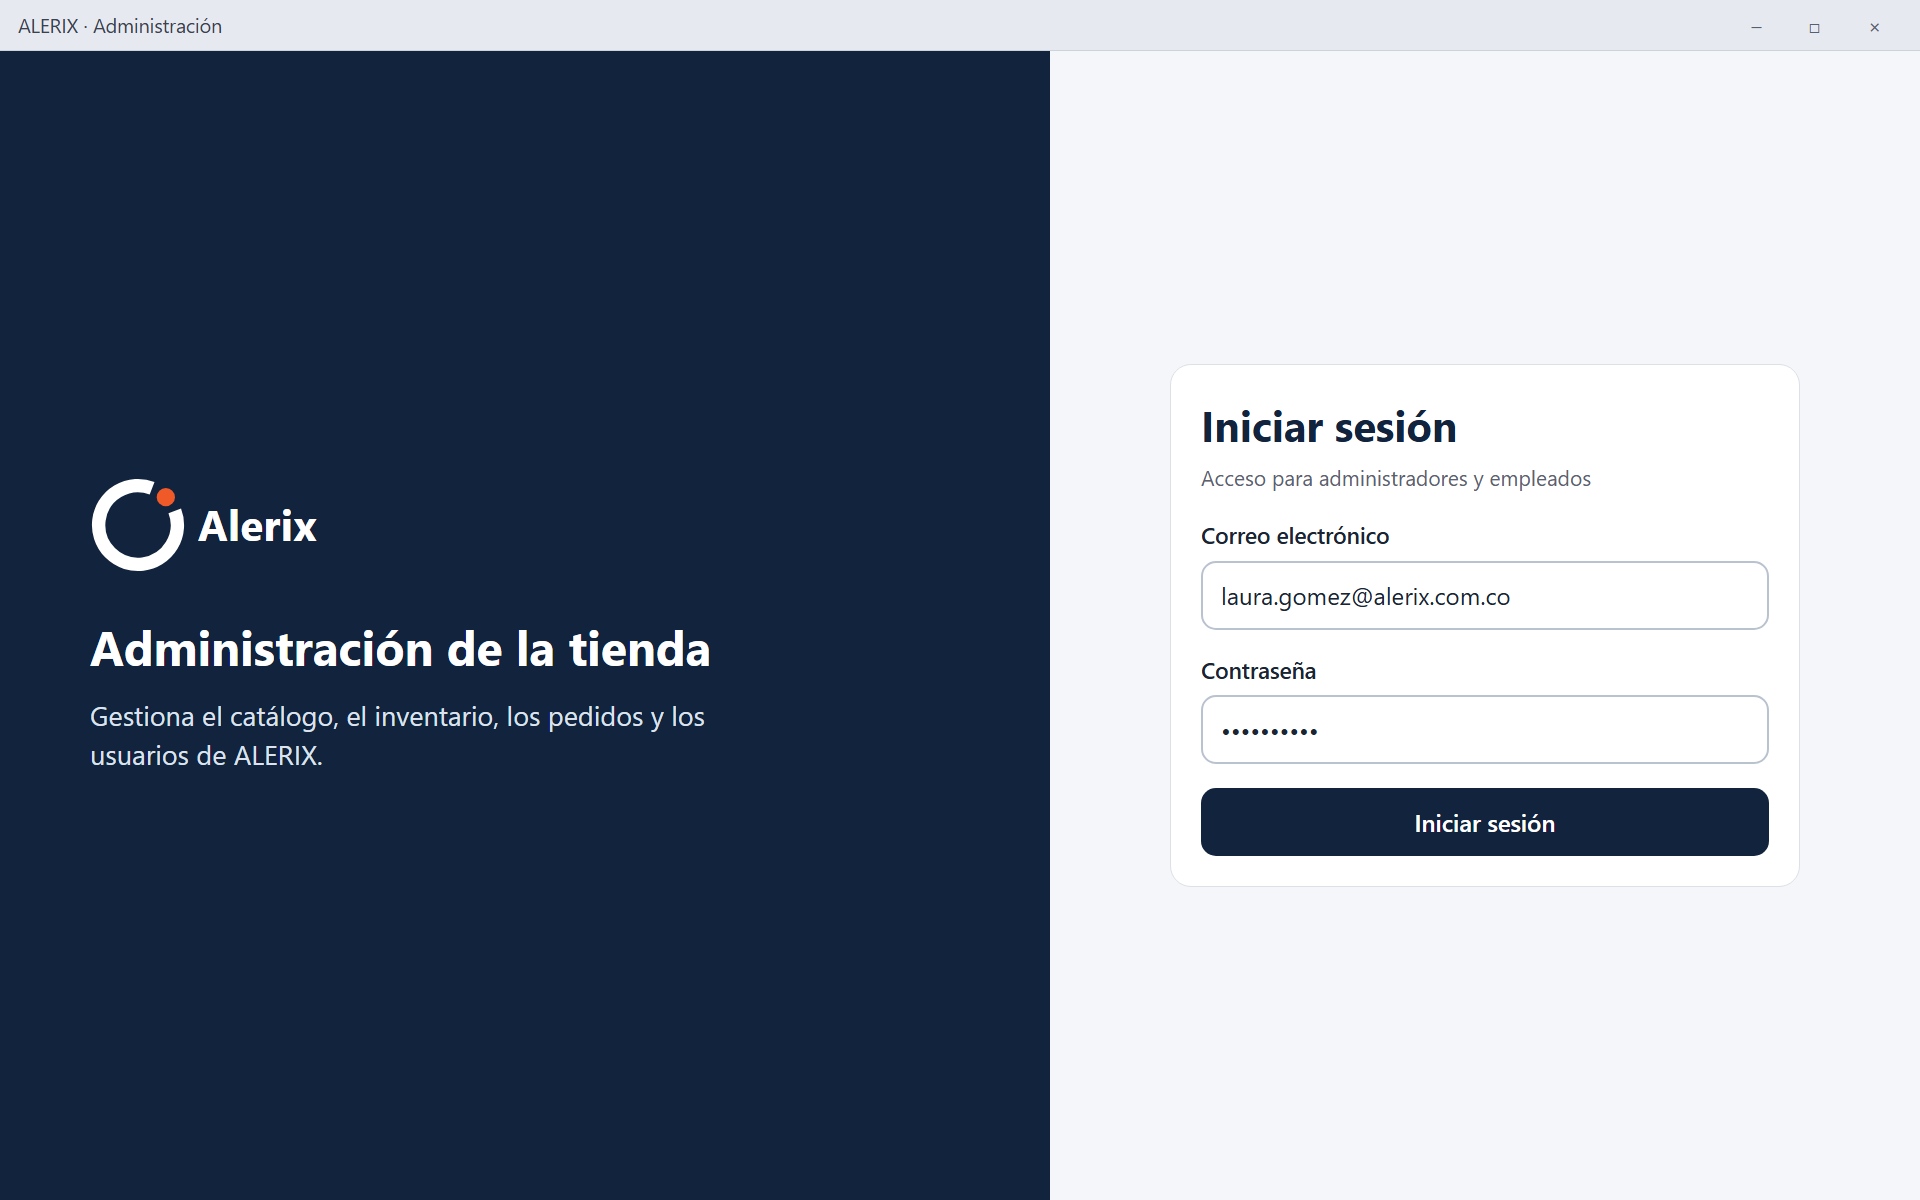 ALERIX · Administración
Alerix
Administración de la tienda
Gestiona el catálogo, el inventario, los pedidos y los
usuarios de ALERIX.
Iniciar sesión
Acceso para administradores y empleados
Correo electrónico
laura.gomez@alerix.com.co
Contraseña
••••••••••
Iniciar sesión